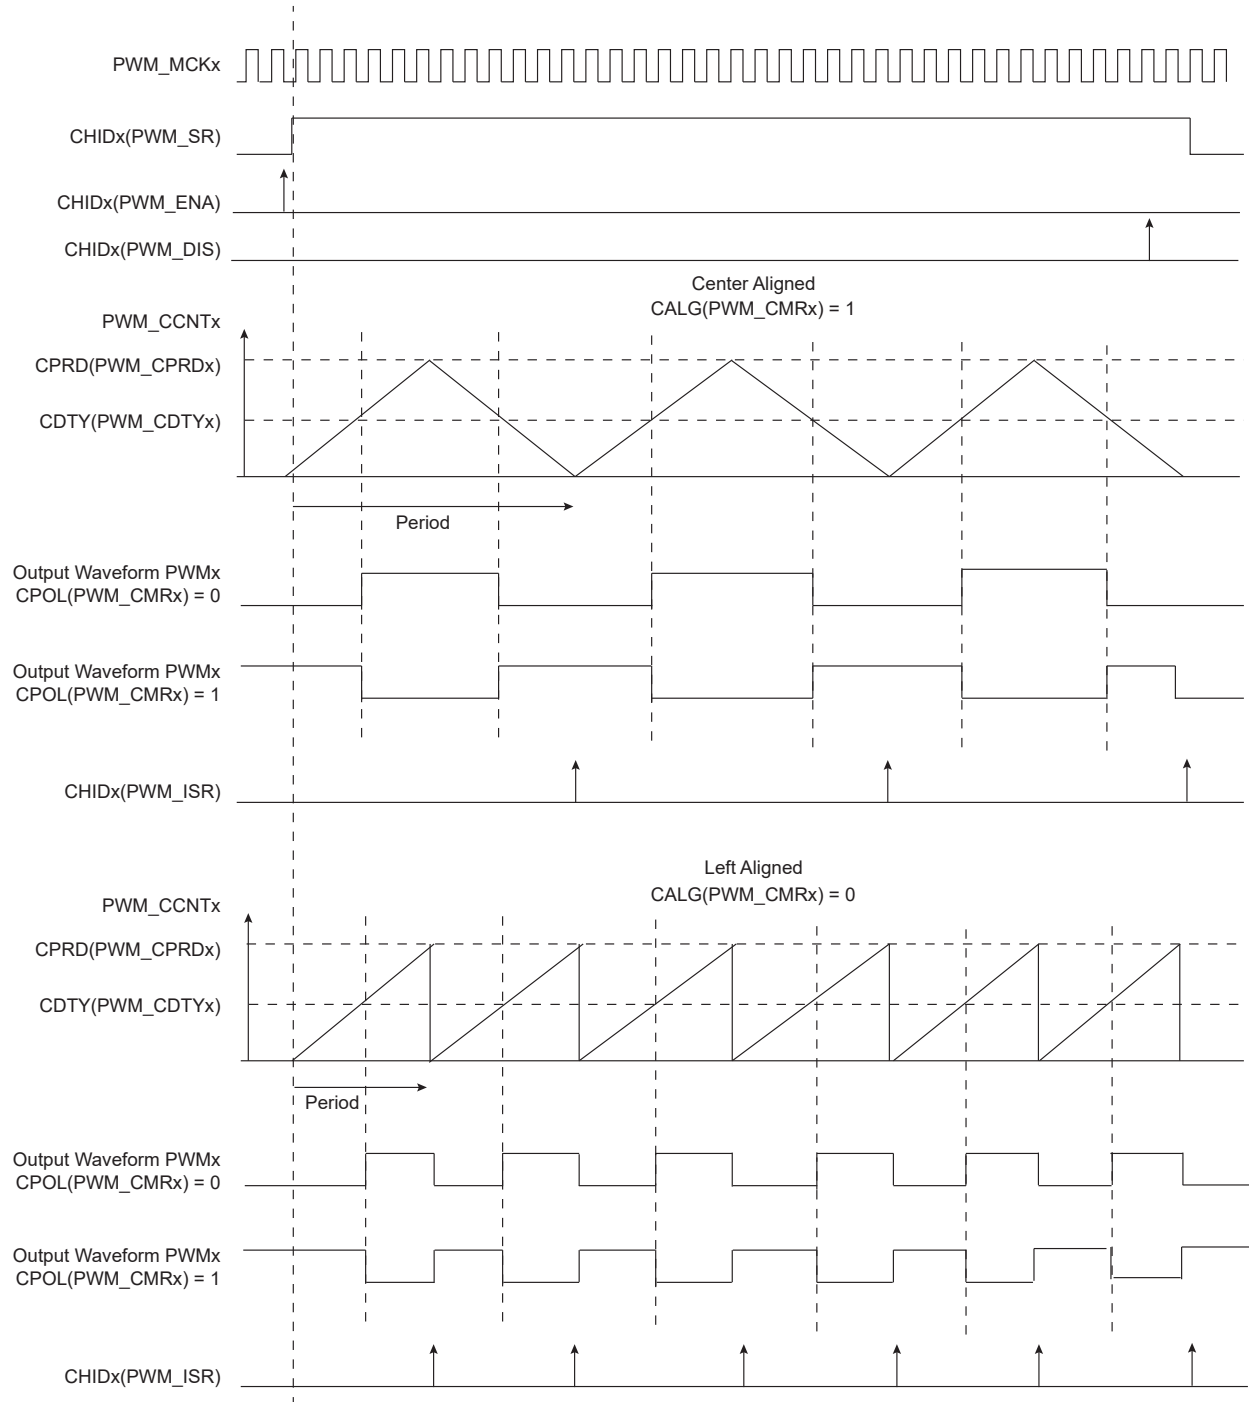 PWM_MCKx
CHIDx(PWM_SR)
CHIDx(PWM_ENA)
CHIDx(PWM_DIS)
Center Aligned
CALG(PWM_CMRx) = 1
PWM_CCNTx
CPRD(PWM_CPRDx)
CDTY(PWM_CDTYx)
Period
Output Waveform PWMx
CPOL(PWM_CMRx) = 0
Output Waveform PWMx
CPOL(PWM_CMRx) = 1
CHIDx(PWM_ISR)
Left Aligned
CALG(PWM_CMRx) = 0
PWM_CCNTx
CPRD(PWM_CPRDx)
CDTY(PWM_CDTYx)
Period
Output Waveform PWMx
CPOL(PWM_CMRx) = 0
Output Waveform PWMx
CPOL(PWM_CMRx) = 1
CHIDx(PWM_ISR)